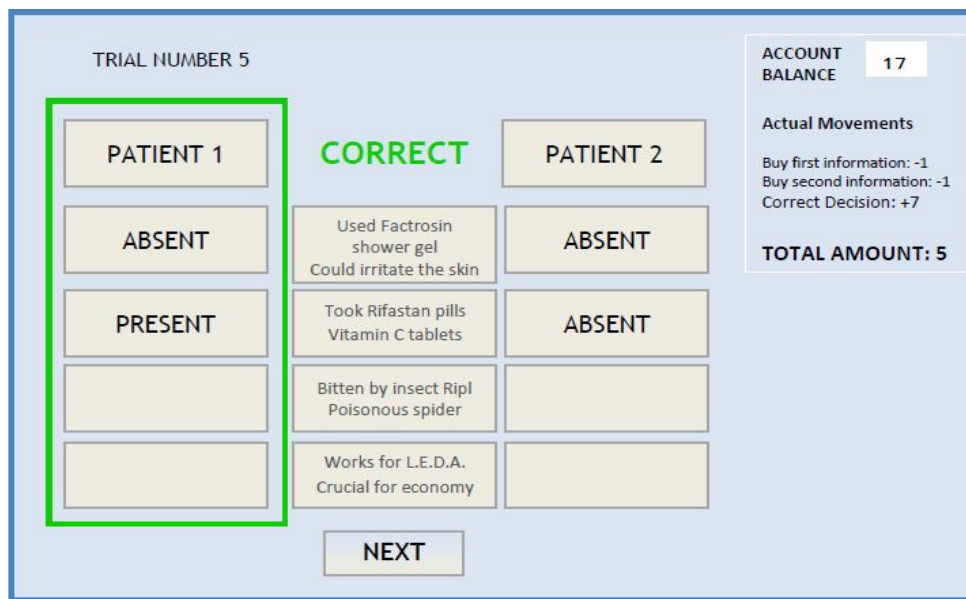 TRIAL NUMBER 5
ACCOUNT
BALANCE
17
Actual Movements
Buy first information: -1
Buy second information: -1
Correct Decision: +7
TOTAL AMOUNT: 5
PATIENT 1
CORRECT
PATIENT 2
ABSENT
Used Factrosin
shower gel
Could irritate the skin
ABSENT
PRESENT
Took Rifastan pills
Vitamin C tablets
ABSENT
Bitten by insect Ripl
Poisonous spider
Works for L.E.D.A.
Crucial for economy
NEXT